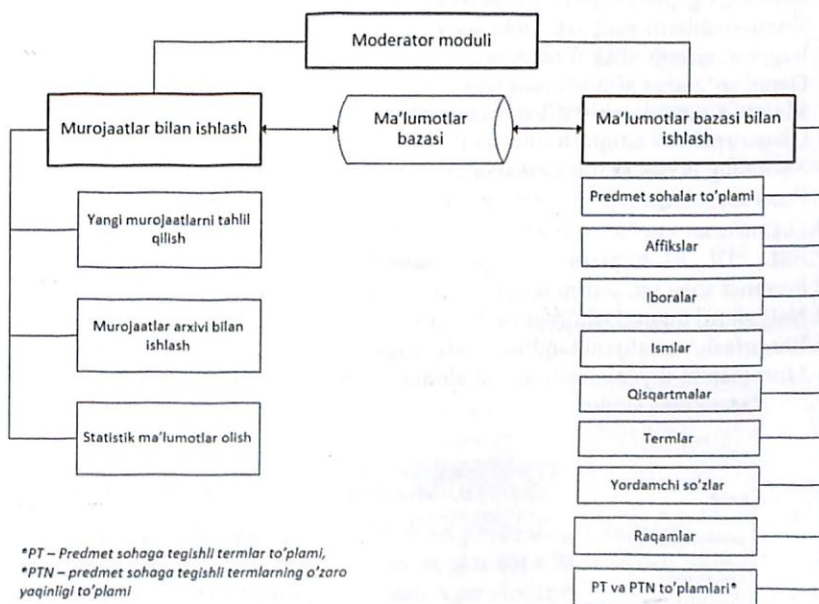 Moderator moduli
Murojaatlar bilan ishlash
Ma'lumotlar
bazasi
Ma'lumotlar bazasi bilan
ishlash
Yangi murojaatlarni tahlil
qilish
Murojaatlar arxivi bilan
ishlash
Statistik ma'lumotlar olish
Predmet sohalar to'plami
Affikslar
Iboralar
Ismlar
Qisqartmalar
Termlar
Yordamchi so'zlar
Raqamlar
PT va PTN to'plamlari*
*PT – Predmet sohaga tegishli termlar to'plami,
*PTN – predmet sohaga tegishli termlarning o'zaro
yaqinligi to'plami